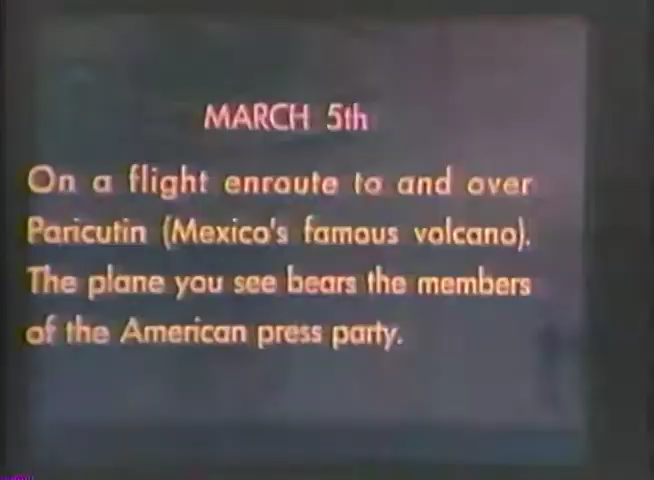 MARCH 5th
On a flight enroute to and over
Paricutin (Mexico's famous volcano).
The plane you see bears the members
of the American press party.